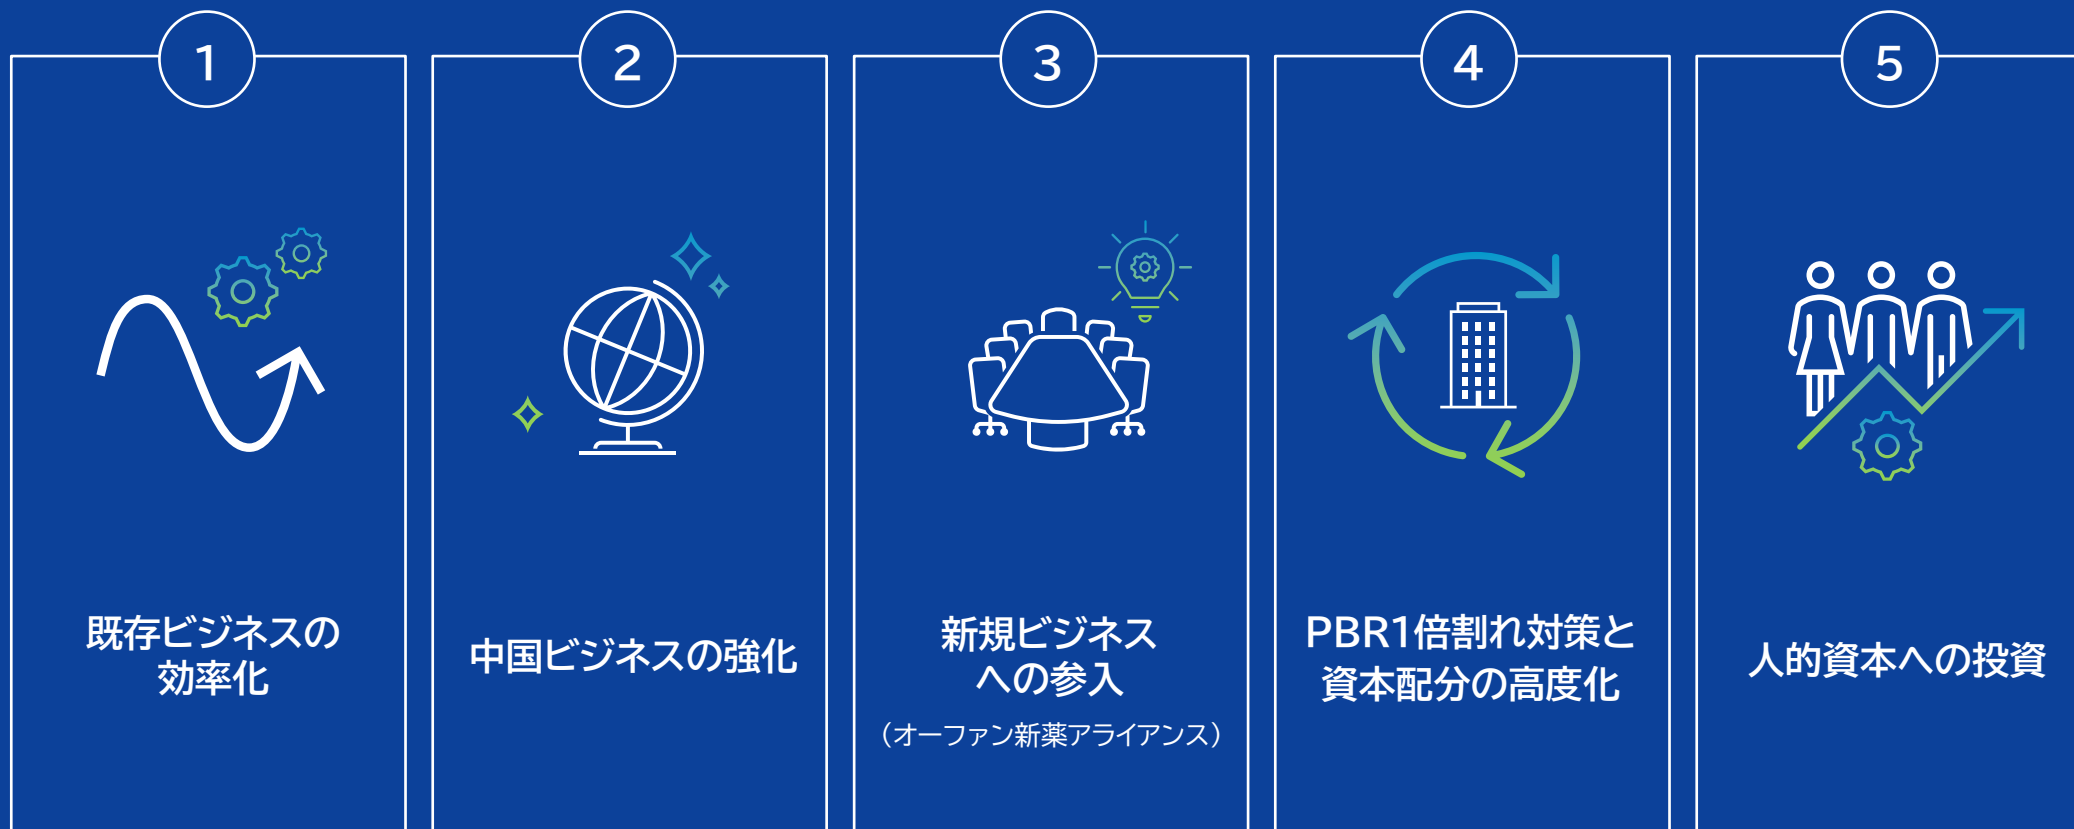 1
既存ビジネスの
効率化
2
中国ビジネスの強化
3
新規ビジネス
への参入
（オーファン新薬アライアンス）
4
PBR1倍割れ対策と
資本配分の高度化
5
人的資本への投資